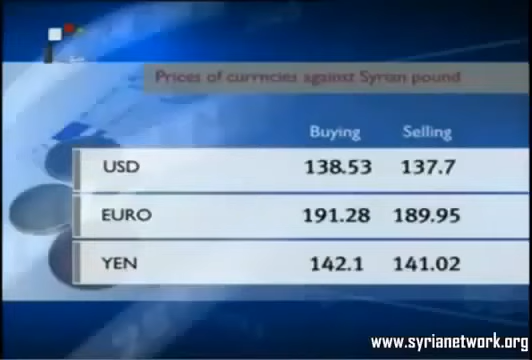 Prices of currncies against Syrian pound
Buying Selling
USD 138.53 137.7
EURO 191.28 189.95
YEN 142.1 141.02
www.syrianetwork.org